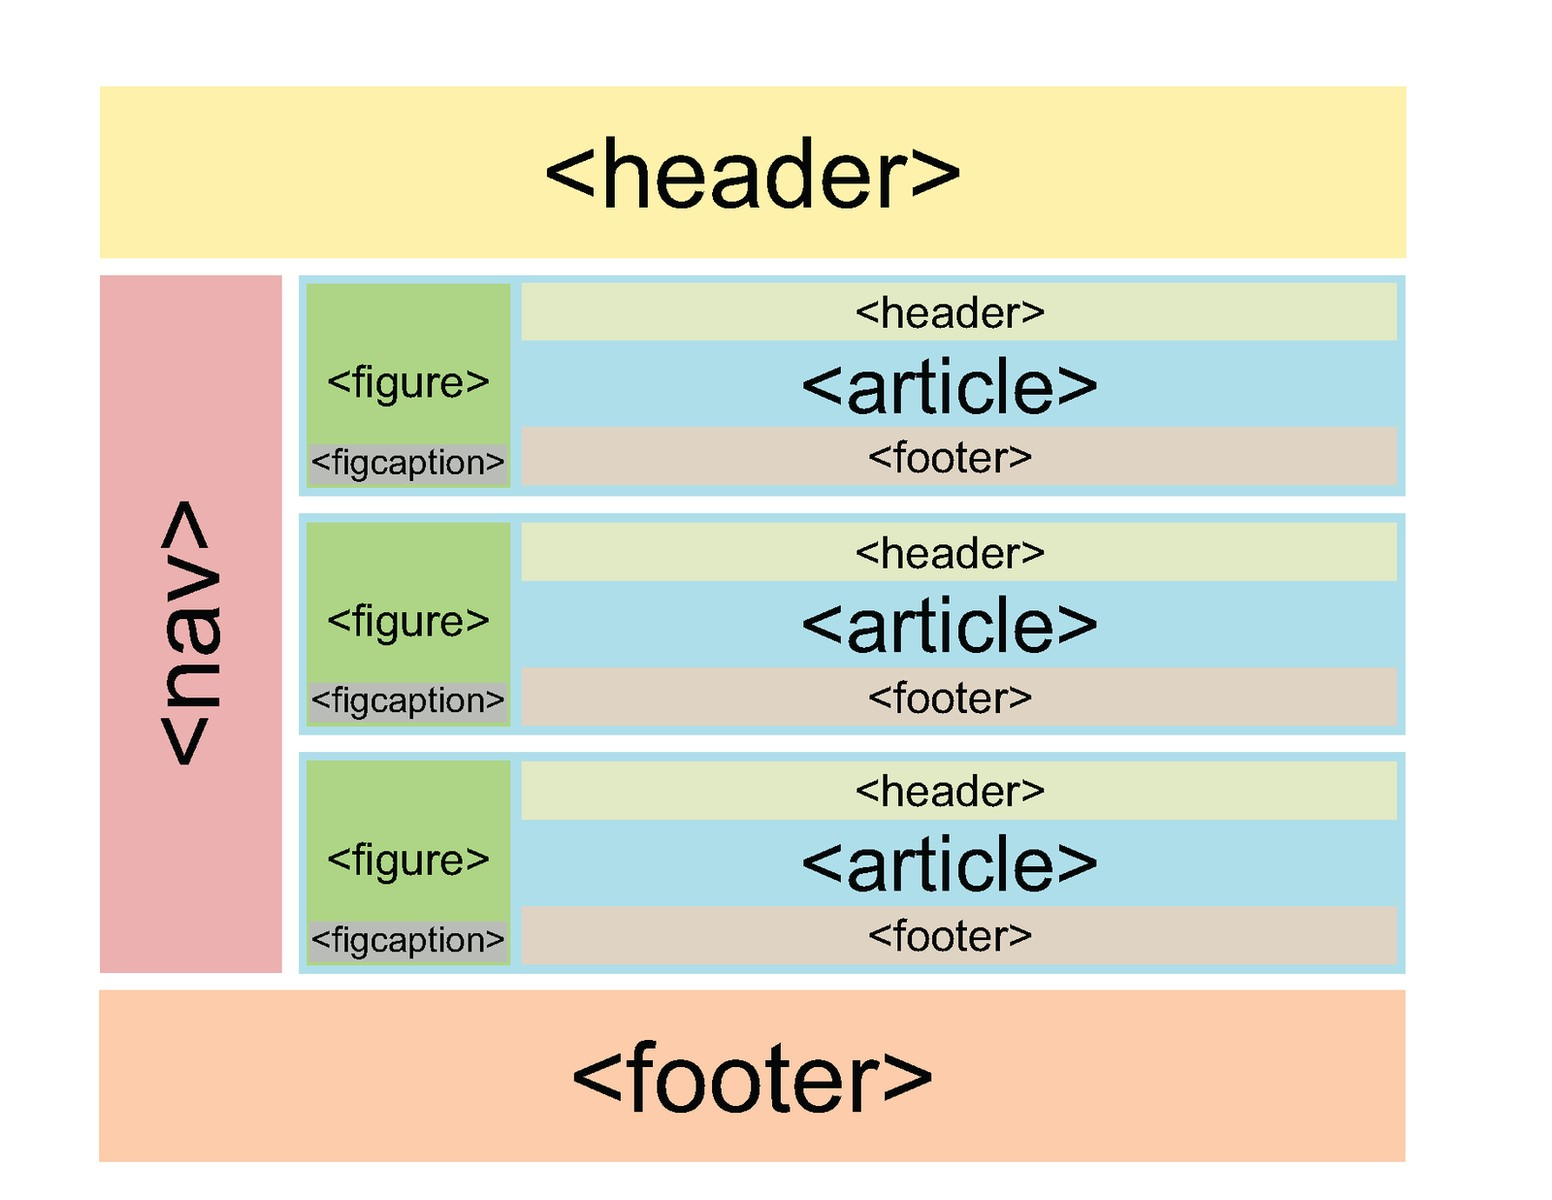 <header>
<nav>
<figure>
<figcaption>
<header>
<article>
<footer>
<figure>
<figcaption>
<header>
<article>
<footer>
<figure>
<figcaption>
<header>
<article>
<footer>
<footer>